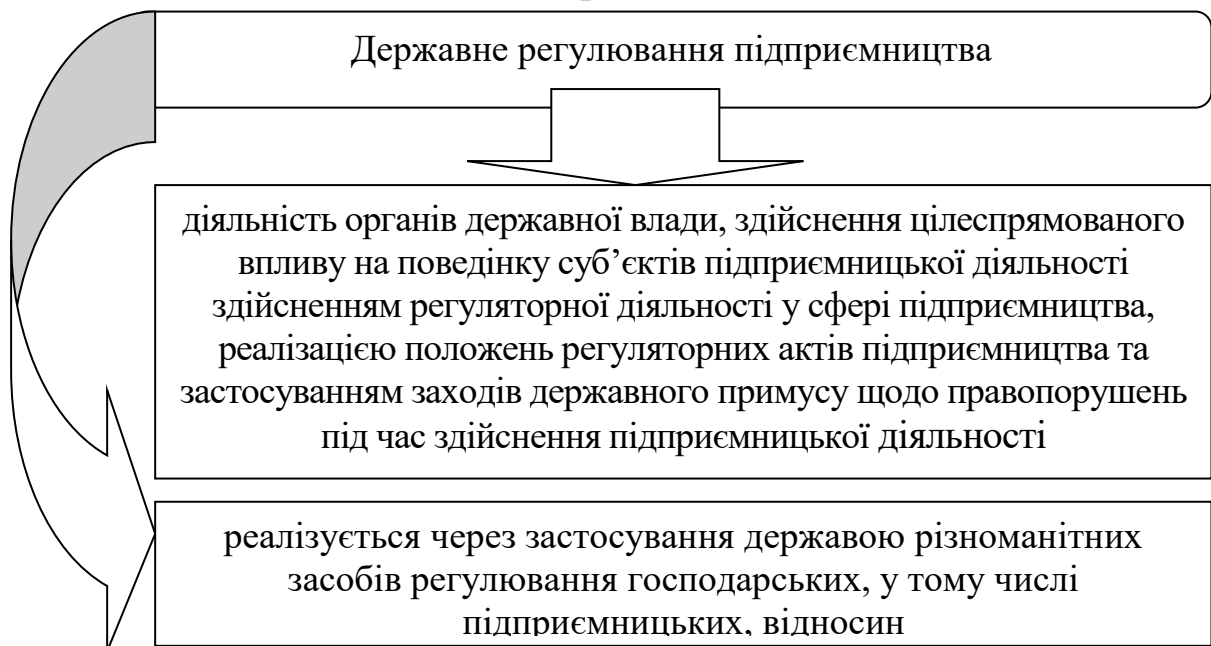 Державне регулювання підприємництва
діяльність органів державної влади, здійснення цілеспрямованого
впливу на поведінку суб’єктів підприємницької діяльності
здійсненням регуляторної діяльності у сфері підприємництва,
реалізацією положень регуляторних актів підприємництва та
застосуванням заходів державного примусу щодо правопорушень
під час здійснення підприємницької діяльності
реалізується через застосування державою різноманітних
засобів регулювання господарських, у тому числі
підприємницьких, відносин